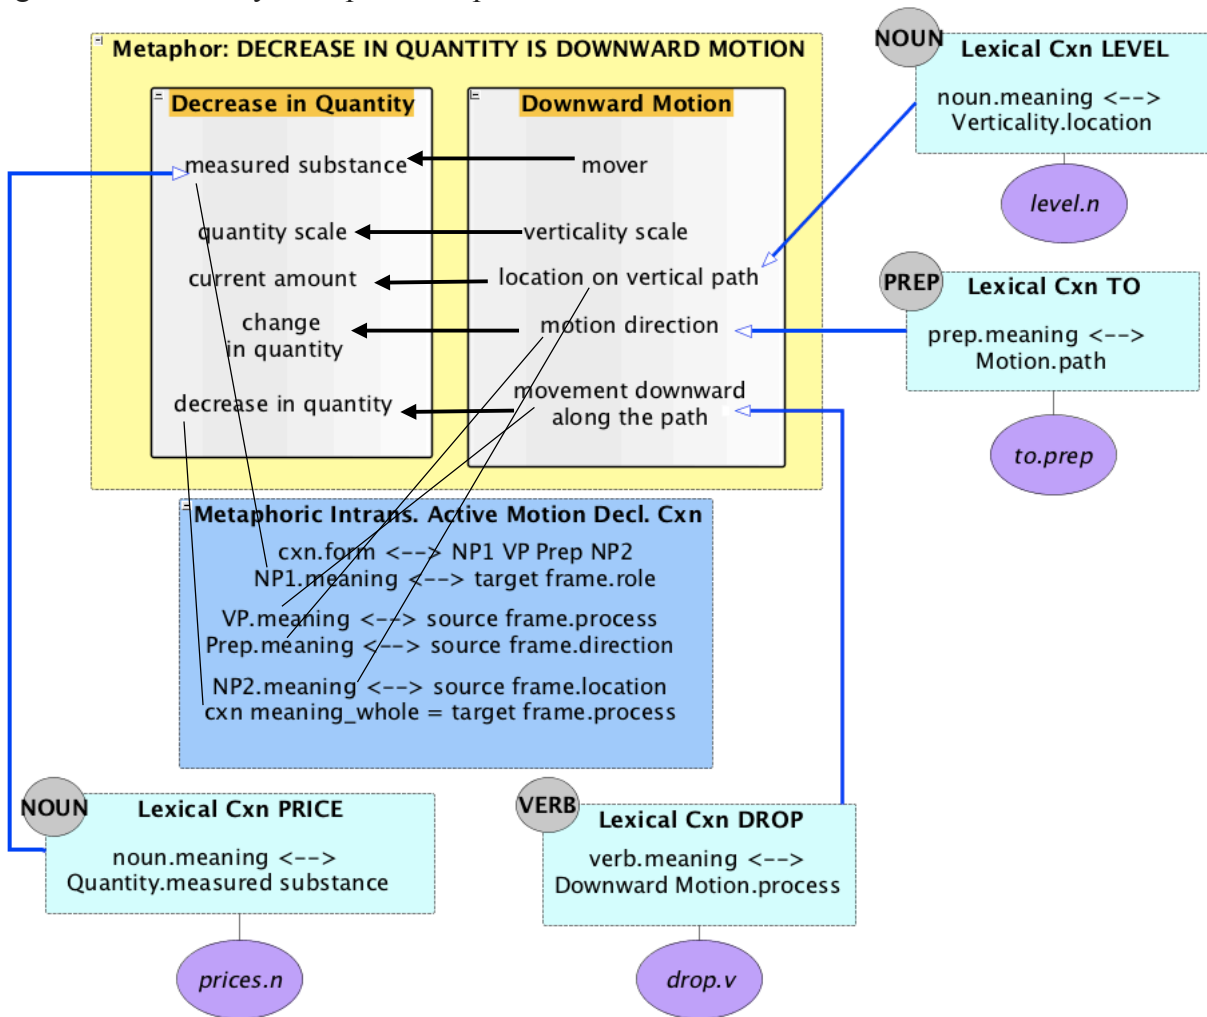 Metaphor: DECREASE IN QUANTITY IS DOWNWARD MOTION
Decrease in Quantity
measured substance
quantity scale
current amount
change
in quantity
decrease in quantity
Downward Motion
mover
verticality scale
location on vertical path
motion direction
movement downward
along the path
NOUN
Lexical Cxn LEVEL
noun.meaning <-->
Verticality.location
level.n
PREP
Lexical Cxn TO
prep.meaning <-->
Motion.path
to.prep
Metaphoric Intrans. Active Motion Decl. Cxn
cxn.form <--> NP1 VP Prep NP2
NP1.meaning <--> target frame.role
VP.meaning <--> source frame.process
Prep.meaning <--> source frame.direction
NP2.meaning <--> source frame.location
cxn meaning_whole = target frame.process
NOUN
Lexical Cxn PRICE
noun.meaning <-->
Quantity.measured substance
prices.n
VERB
Lexical Cxn DROP
verb.meaning <-->
Downward Motion.process
drop.v